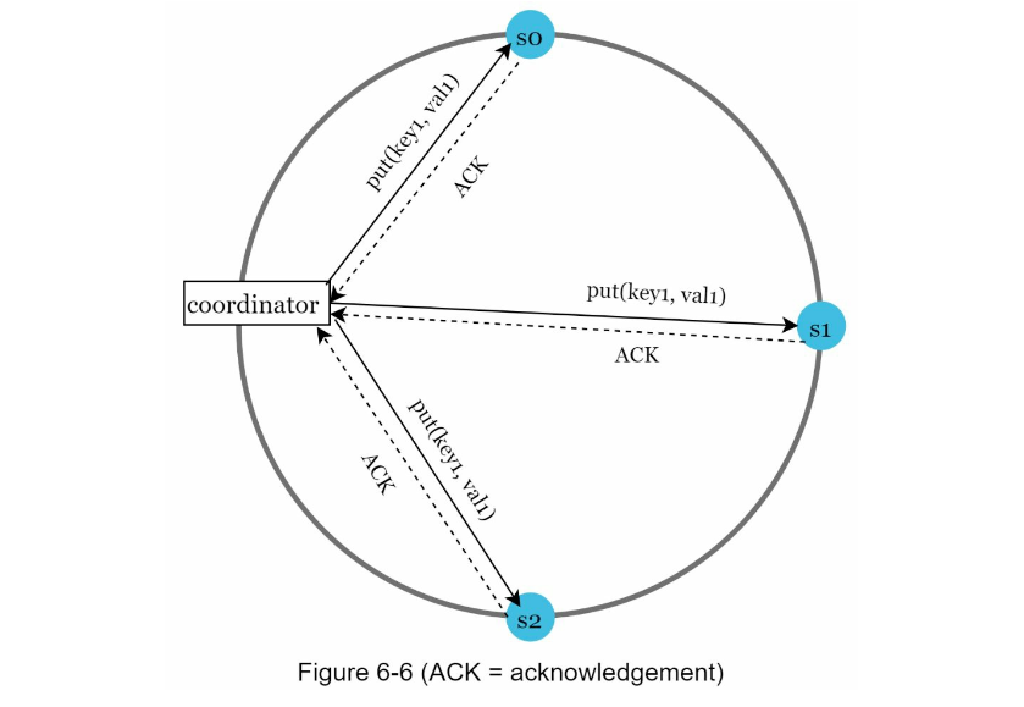 s0
put(key1, val1)
ACK
coordinator
put(key1, val1)
s1
ACK
put(key1, val1)
ACK
s2
Figure 6-6 (ACK = acknowledgement)